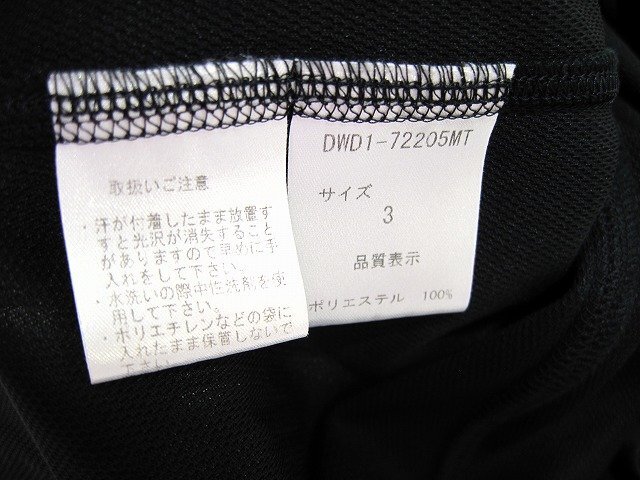 取扱いご注意
・汗が付着したまま放置す
すと光沢が消失すること
がありますので早めに手
入れをして下さい。
・水洗いの際中性洗剤を使
用して下さい。
・ポリエチレンなどの袋に
入れたまま保管しないで
下さい。
DWD1-72205MT
サイズ
3
品質表示
ポリエステル 100%